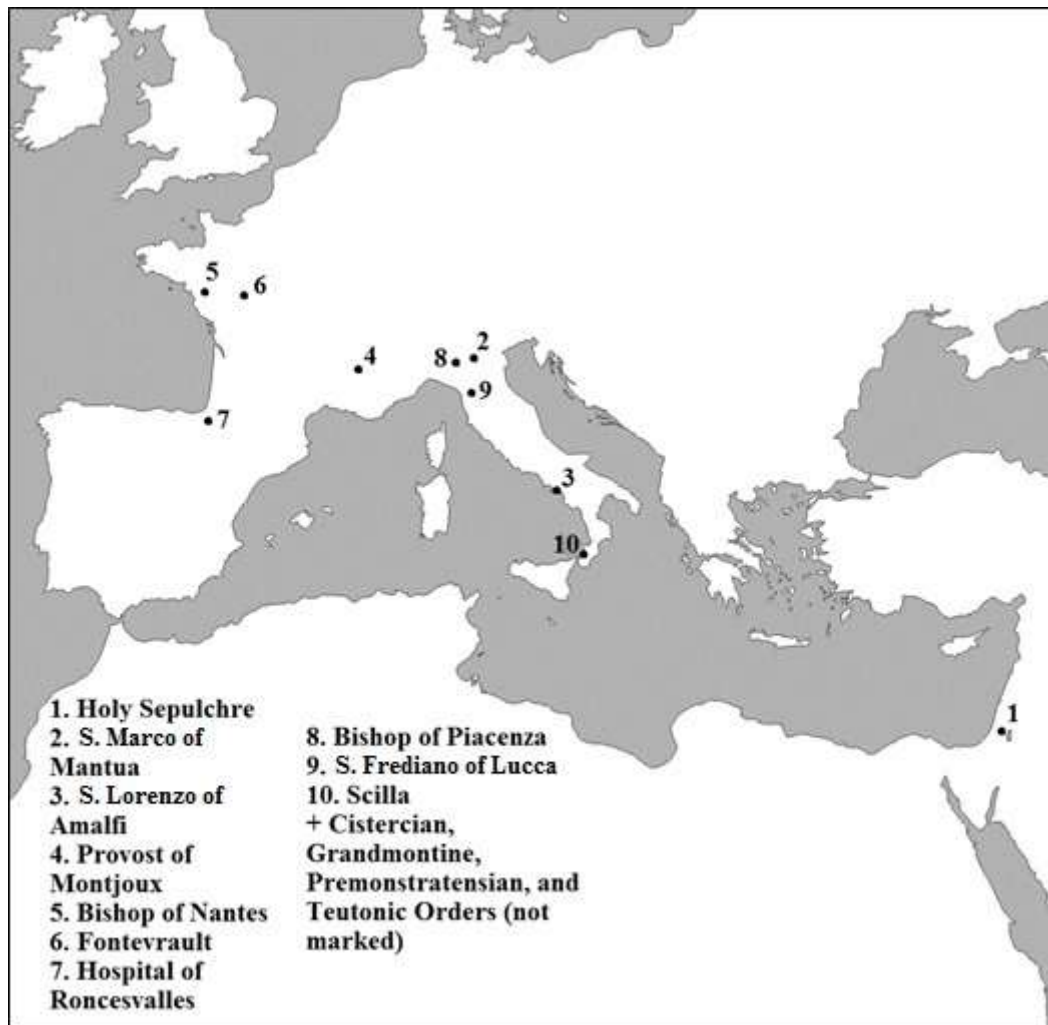 5
6
2
8
4
9
7
3
10
1
1. Holy Sepulchre
2. S. Marco of
Mantua
3. S. Lorenzo of
Amalfi
4. Provost of
Montjoux
5. Bishop of Nantes
6. Fontevrault
7. Hospital of
Roncesvalles
8. Bishop of Piacenza
9. S. Frediano of Lucca
10. Scilla
+ Cistercian,
Grandmontine,
Premonstratensian, and
Teutonic Orders (not
marked)